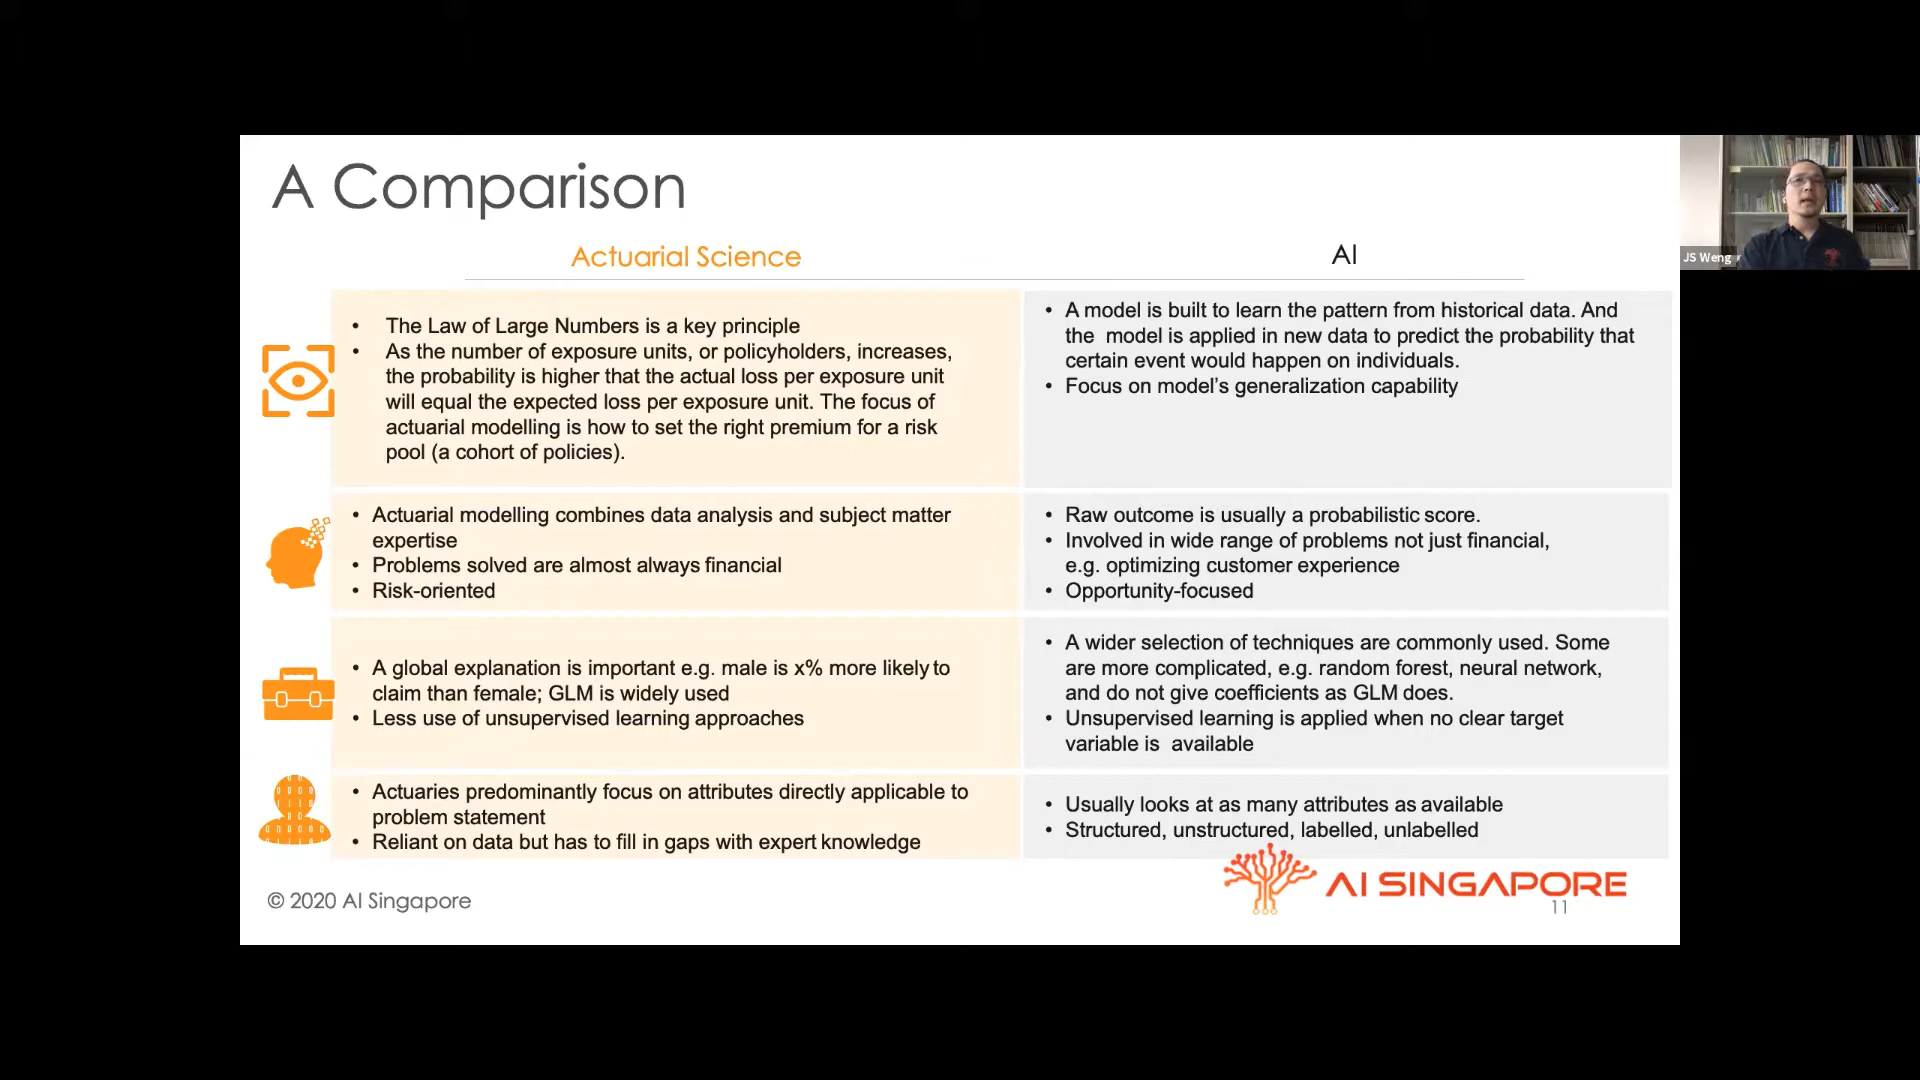 A Comparison
Actuarial Science
AI
• The Law of Large Numbers is a key principle
• As the number of exposure units, or policyholders, increases,
the probability is higher that the actual loss per exposure unit
will equal the expected loss per exposure unit. The focus of
actuarial modelling is how to set the right premium for a risk
pool (a cohort of policies).
• A model is built to learn the pattern from historical data. And
the model is applied in new data to predict the probability that
certain event would happen on individuals.
• Focus on model's generalization capability
• Actuarial modelling combines data analysis and subject matter
expertise
• Problems solved are almost always financial
• Risk-oriented
• Raw outcome is usually a probabilistic score.
• Involved in wide range of problems not just financial,
e.g. optimizing customer experience
• Opportunity-focused
• A global explanation is important e.g. male is x% more likely to
claim than female; GLM is widely used
• Less use of unsupervised learning approaches
• A wider selection of techniques are commonly used. Some
are more complicated, e.g. random forest, neural network,
and do not give coefficients as GLM does.
• Unsupervised learning is applied when no clear target
variable is available
• Actuaries predominantly focus on attributes directly applicable to
problem statement
• Reliant on data but has to fill in gaps with expert knowledge
• Usually looks at as many attributes as available
• Structured, unstructured, labelled, unlabelled
© 2020 AI Singapore
AI SINGAPORE
11
JS Weng